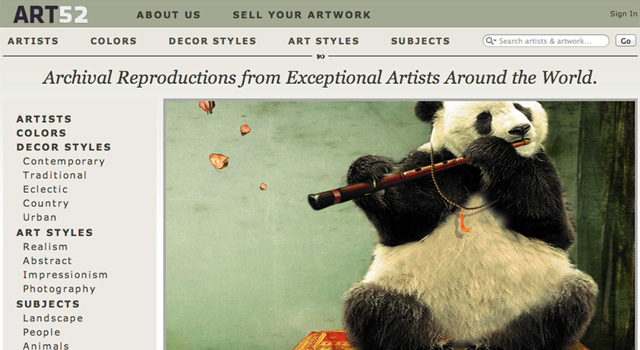 ART52
ABOUT US
SELL YOUR ARTWORK
Sign In
ARTISTS
COLORS
DECOR STYLES
ART STYLES
SUBJECTS
Search artists & artwork...
Go
Archival Reproductions from Exceptional Artists Around the World.
ARTISTS
COLORS
DECOR STYLES
Contemporary
Traditional
Eclectic
Country
Urban
ART STYLES
Realism
Abstract
Impressionism
Photography
SUBJECTS
Landscape
People
Animals